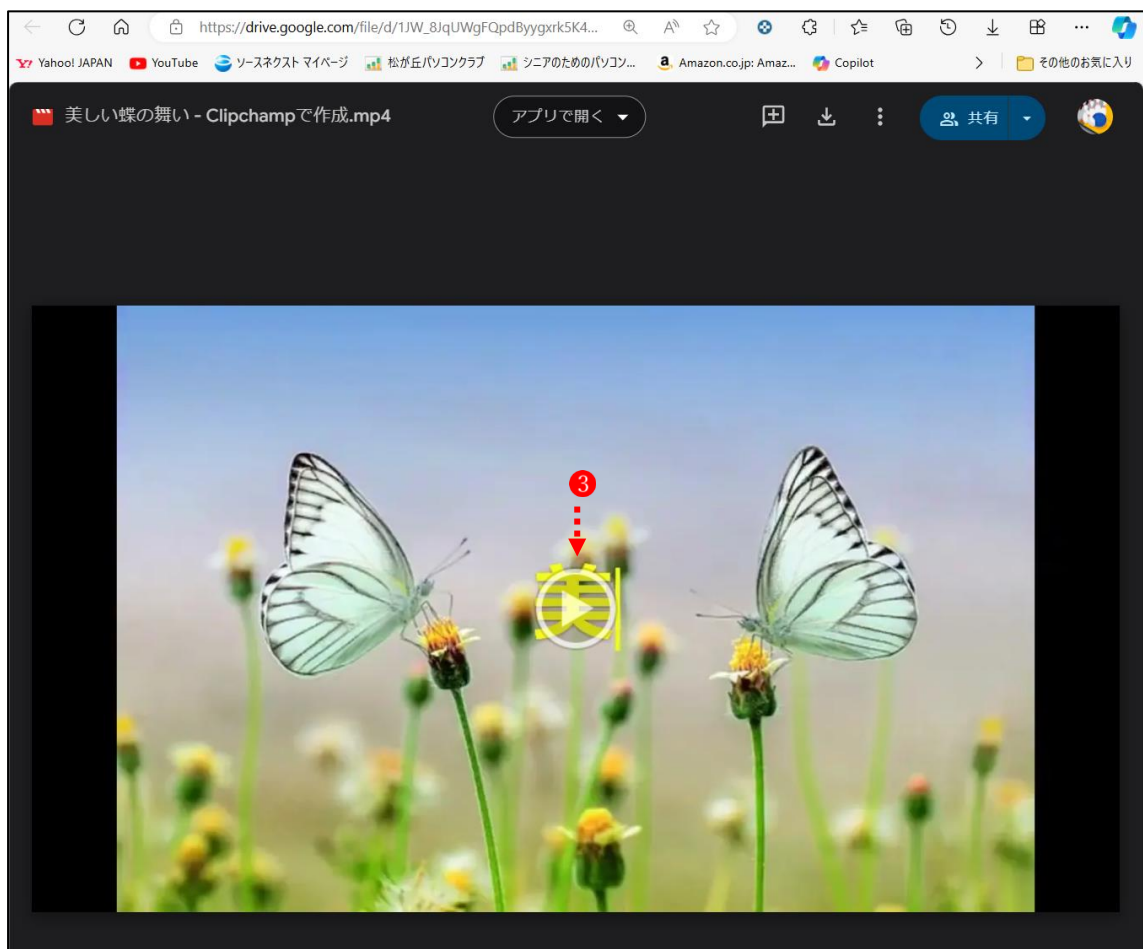 https://drive.google.com/file/d/1JW_8JqUWgFQpdByygxrk5K4...
Yahoo! JAPAN YouTube ソースネクスト マイページ 松が丘パソコンクラブ シニアのためのパソコン... Amazon.co.jp: Amaz... Copilot その他のお気に入り
美しい蝶の舞い - Clipchampで作成.mp4 アプリで開く 共有
3
美